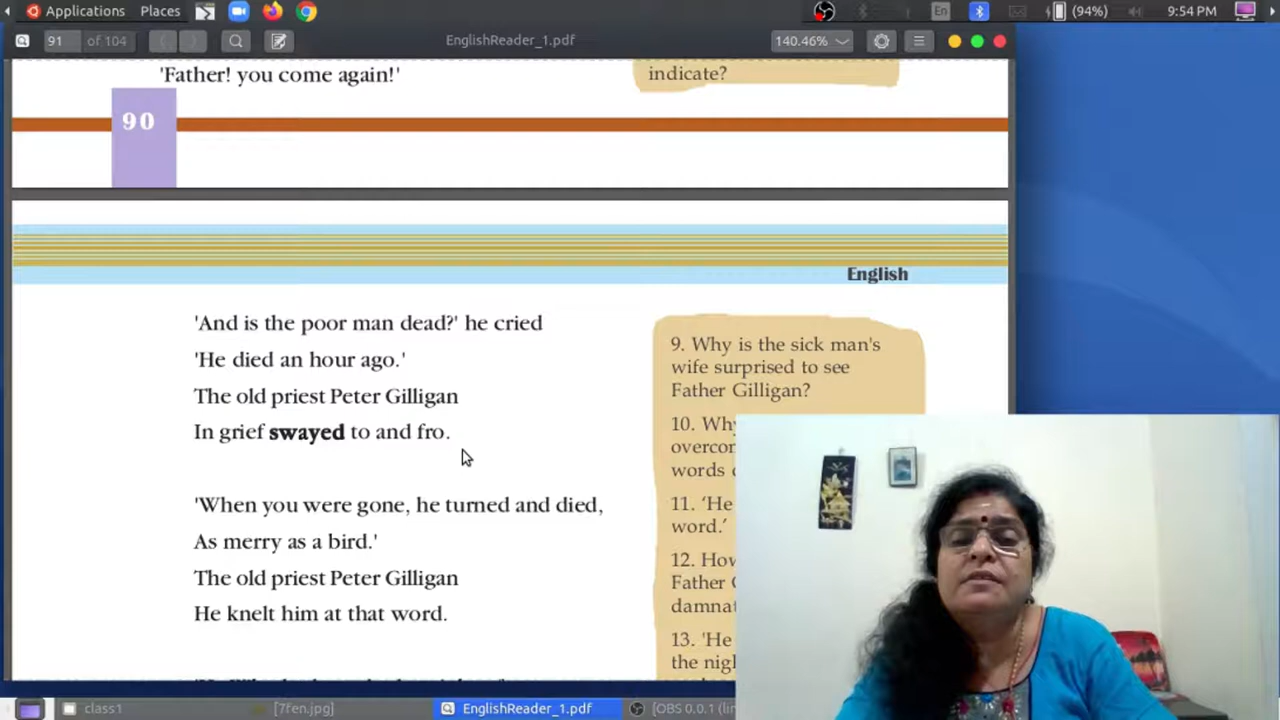 Applications Places En (94%) 9:54 PM
91 of 104 EnglishReader_1.pdf 140.46%
'Father! you come again!'
indicate?
90
English
'And is the poor man dead?' he cried
'He died an hour ago.'
The old priest Peter Gilligan
In grief swayed to and fro.
'When you were gone, he turned and died,
As merry as a bird.'
The old priest Peter Gilligan
He knelt him at that word.
9. Why is the sick man's
wife surprised to see
Father Gilligan?
10. Why
overcon
words
11. 'He
word.'
12. How
Father
damnat
13. 'He
the nigh
class1 [7fen.jpg] EnglishReader_1.pdf [OBS 0.0.1 (lin